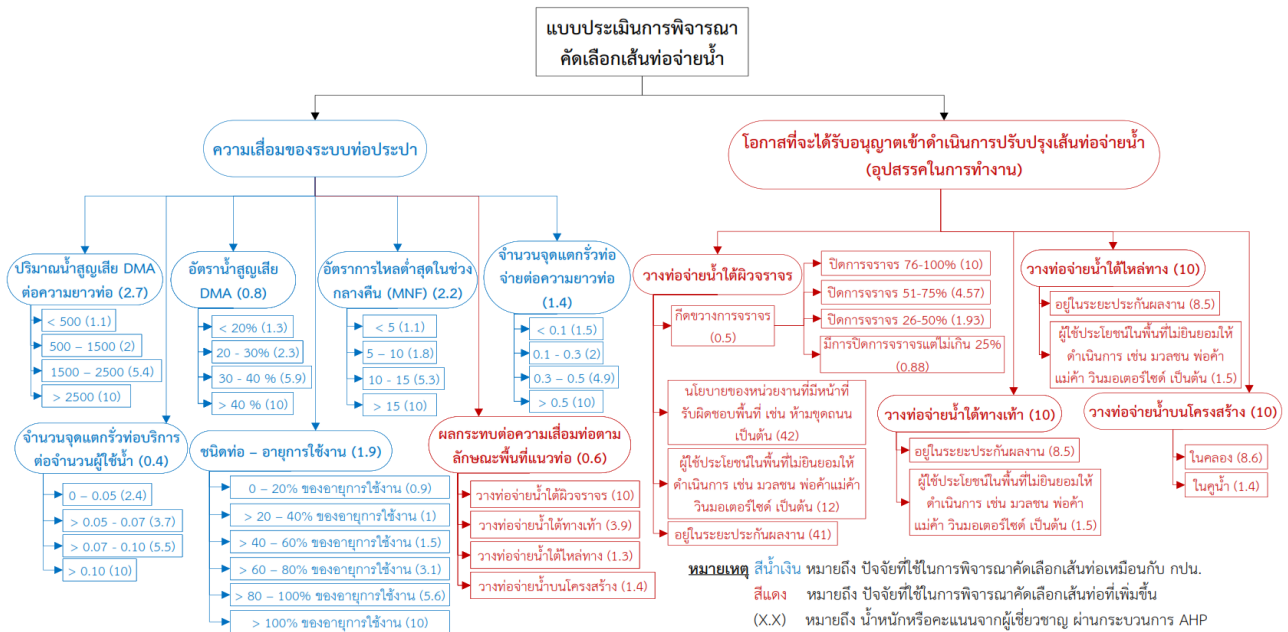 แบบประเมินการพิจารณา
คัดเลือกเส้นท่อจ่ายน้ำ
ความเสื่อมของระบบท่อประปา
ปริมาณน้ำสูญเสีย DMA
ต่อความยาวท่อ (2.7)
< 500 (1.1)
500 – 1500 (2)
1500 – 2500 (5.4)
> 2500 (10)
อัตราน้ำสูญเสีย
DMA (0.8)
< 20% (1.3)
20 - 30% (2.3)
30 - 40 % (5.9)
> 40 % (10)
อัตราการไหลต่ำสุดในช่วง
กลางคืน (MNF) (2.2)
< 5 (1.1)
5 – 10 (1.8)
10 - 15 (5.3)
> 15 (10)
จำนวนจุดแตกรั่วท่อ
จ่ายต่อความยาวท่อ
(1.4)
< 0.1 (1.5)
0.1 - 0.3 (2)
0.3 – 0.5 (4.9)
> 0.5 (10)
จำนวนจุดแตกรั่วท่อบริการ
ต่อจำนวนผู้ใช้น้ำ (0.4)
0 – 0.05 (2.4)
> 0.05 - 0.07 (3.7)
> 0.07 - 0.10 (5.5)
> 0.10 (10)
ชนิดท่อ – อายุการใช้งาน (1.9)
0 – 20% ของอายุการใช้งาน (0.9)
> 20 – 40% ของอายุการใช้งาน (1)
> 40 – 60% ของอายุการใช้งาน (1.5)
> 60 – 80% ของอายุการใช้งาน (3.1)
> 80 – 100% ของอายุการใช้งาน (5.6)
> 100% ของอายุการใช้งาน (10)
ผลกระทบต่อความเสื่อมท่อตาม
ลักษณะพื้นที่แนวท่อ (0.6)
วางท่อจ่ายน้ำใต้ผิวจราจร (10)
วางท่อจ่ายน้ำใต้ทางเท้า (3.9)
วางท่อจ่ายน้ำใต้ไหล่ทาง (1.3)
วางท่อจ่ายน้ำบนโครงสร้าง (1.4)
โอกาสที่จะได้รับอนุญาตเข้าดำเนินการปรับปรุงเส้นท่อจ่ายน้ำ
(อุปสรรคในการทำงาน)
วางท่อจ่ายน้ำใต้ผิวจราจร
กีดขวางการจราจร
(0.5)
ปิดการจราจร 76-100% (10)
ปิดการจราจร 51-75% (4.57)
ปิดการจราจร 26-50% (1.93)
มีการปิดการจราจรแต่ไม่เกิน 25%
(0.88)
นโยบายของหน่วยงานที่มีหน้าที่
รับผิดชอบพื้นที่ เช่น ห้ามขุดถนน
เป็นต้น (42)
ผู้ใช้ประโยชน์ในพื้นที่ไม่ยินยอมให้
ดำเนินการ เช่น มวลชน พ่อค้าแม่ค้า
วินมอเตอร์ไซต์ เป็นต้น (12)
อยู่ในระยะประกันผลงาน (41)
วางท่อจ่ายน้ำใต้ไหล่ทาง (10)
อยู่ในระยะประกันผลงาน (8.5)
ผู้ใช้ประโยชน์ในพื้นที่ไม่ยินยอมให้
ดำเนินการ เช่น มวลชน พ่อค้า
แม่ค้า วินมอเตอร์ไซต์ เป็นต้น (1.5)
วางท่อจ่ายน้ำใต้ทางเท้า (10)
อยู่ในระยะประกันผลงาน (8.5)
ผู้ใช้ประโยชน์ในพื้นที่ไม่ยินยอมให้
ดำเนินการ เช่น มวลชน พ่อค้า
แม่ค้า วินมอเตอร์ไซต์ เป็นต้น (1.5)
วางท่อจ่ายน้ำบนโครงสร้าง (10)
ในคลอง (8.6)
ในคูน้ำ (1.4)
หมายเหตุ สีน้ำเงิน หมายถึง ปัจจัยที่ใช้ในการพิจารณาคัดเลือกเส้นท่อเหมือนกับ กปน.
สีแดง หมายถึง ปัจจัยที่ใช้ในการพิจารณาคัดเลือกเส้นท่อที่เพิ่มขึ้น
(X.X) หมายถึง น้ำหนักหรือคะแนนจากผู้เชี่ยวชาญ ผ่านกระบวนการ AHP